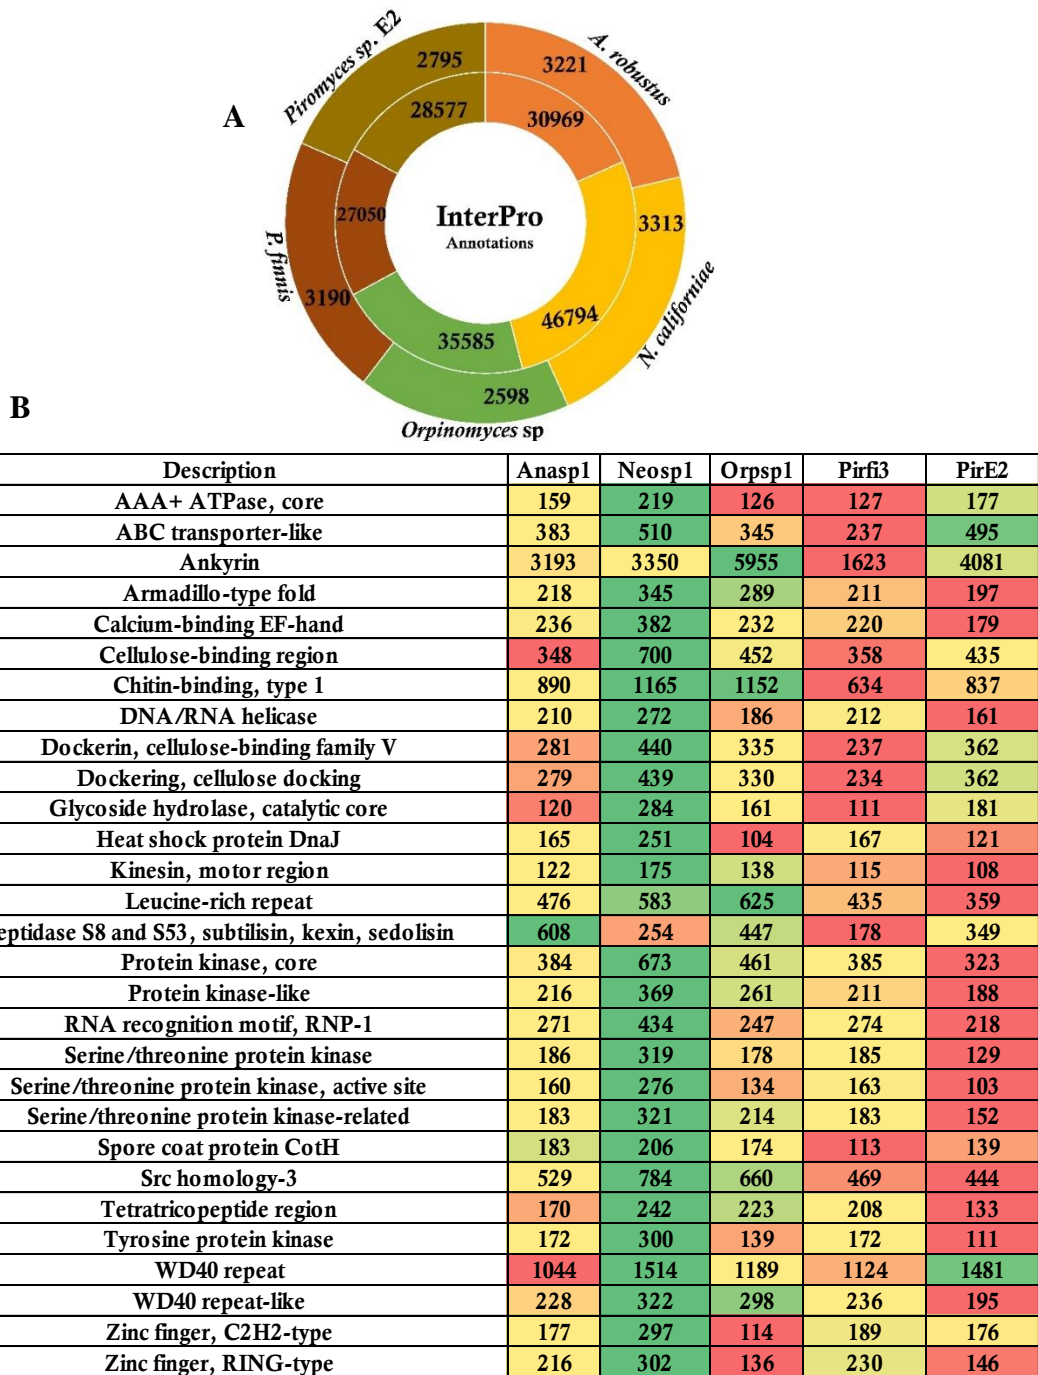 A
Piromyces sp. E2
2795
28577
3221
30969
A. robustus
InterPro
Annotations
27050
3190
P. finnis
3313
46794
N. californiae
35585
2598
Orpinomyces sp
B
Description Anasp1 Neosp1 Orpsp1 Pirfi3 PirE2
AAA+ ATPase, core 159 219 126 127 177
ABC transporter-like 383 510 345 237 495
Ankyrin 3193 3350 5955 1623 4081
Armadillo-type fold 218 345 289 211 197
Calcium-binding EF-hand 236 382 232 220 179
Cellulose-binding region 348 700 452 358 435
Chitin-binding, type 1 890 1165 1152 634 837
DNA/RNA helicase 210 272 186 212 161
Dockerin, cellulose-binding family V 281 440 335 237 362
Dockering, cellulose docking 279 439 330 234 362
Glycoside hydrolase, catalytic core 120 284 161 111 181
Heat shock protein DnaJ 165 251 104 167 121
Kinesin, motor region 122 175 138 115 108
Leucine-rich repeat 476 583 625 435 359
eptidase S8 and S53, subtilisin, kexin, sedolisin 608 254 447 178 349
Protein kinase, core 384 673 461 385 323
Protein kinase-like 216 369 261 211 188
RNA recognition motif, RNP-1 271 434 247 274 218
Serine/threonine protein kinase 186 319 178 185 129
Serine/threonine protein kinase, active site 160 276 134 163 103
Serine/threonine protein kinase-related 183 321 214 183 152
Spore coat protein CotH 183 206 174 113 139
Src homology-3 529 784 660 469 444
Tetratricopeptide region 170 242 223 208 133
Tyrosine protein kinase 172 300 139 172 111
WD40 repeat 1044 1514 1189 1124 1481
WD40 repeat-like 228 322 298 236 195
Zinc finger, C2H2-type 177 297 114 189 176
Zinc finger, RING-type 216 302 136 230 146